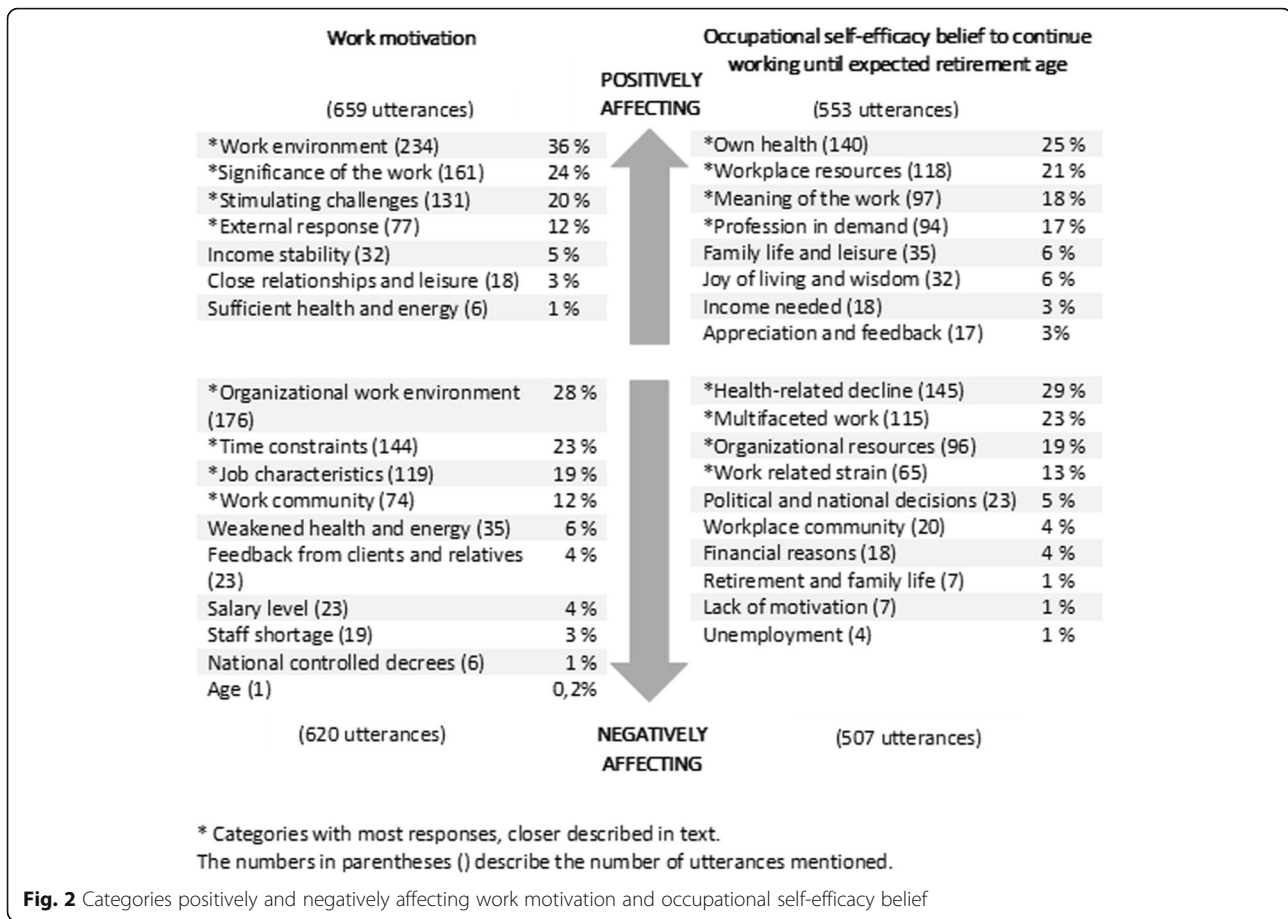 Work motivation
Occupational self-efficacy belief to continue
working until expected retirement age
POSITIVELY
AFFECTING
(659 utterances)
(553 utterances)
*Work environment (234) 36 %
*Significance of the work (161) 24 %
*Stimulating challenges (131) 20 %
*External response (77) 12 %
Income stability (32) 5 %
Close relationships and leisure (18) 3 %
Sufficient health and energy (6) 1 %
*Own health (140) 25 %
*Workplace resources (118) 21 %
*Meaning of the work (97) 18 %
*Profession in demand (94) 17 %
Family life and leisure (35) 6 %
Joy of living and wisdom (32) 6 %
Income needed (18) 3 %
Appreciation and feedback (17) 3%
*Organizational work environment 28 %
(176)
*Time constraints (144) 23 %
*Job characteristics (119) 19 %
*Work community (74) 12 %
Weakened health and energy (35) 6 %
Feedback from clients and relatives 4 %
(23)
Salary level (23) 4 %
Staff shortage (19) 3 %
National controlled decrees (6) 1 %
Age (1) 0,2%
*Health-related decline (145) 29 %
*Multifaceted work (115) 23 %
*Organizational resources (96) 19 %
*Work related strain (65) 13 %
Political and national decisions (23) 5 %
Workplace community (20) 4 %
Financial reasons (18) 4 %
Retirement and family life (7) 1 %
Lack of motivation (7) 1 %
Unemployment (4) 1 %
(620 utterances)
NEGATIVELY
AFFECTING
(507 utterances)
* Categories with most responses, closer described in text.
The numbers in parentheses () describe the number of utterances mentioned.
Fig. 2 Categories positively and negatively affecting work motivation and occupational self-efficacy belief